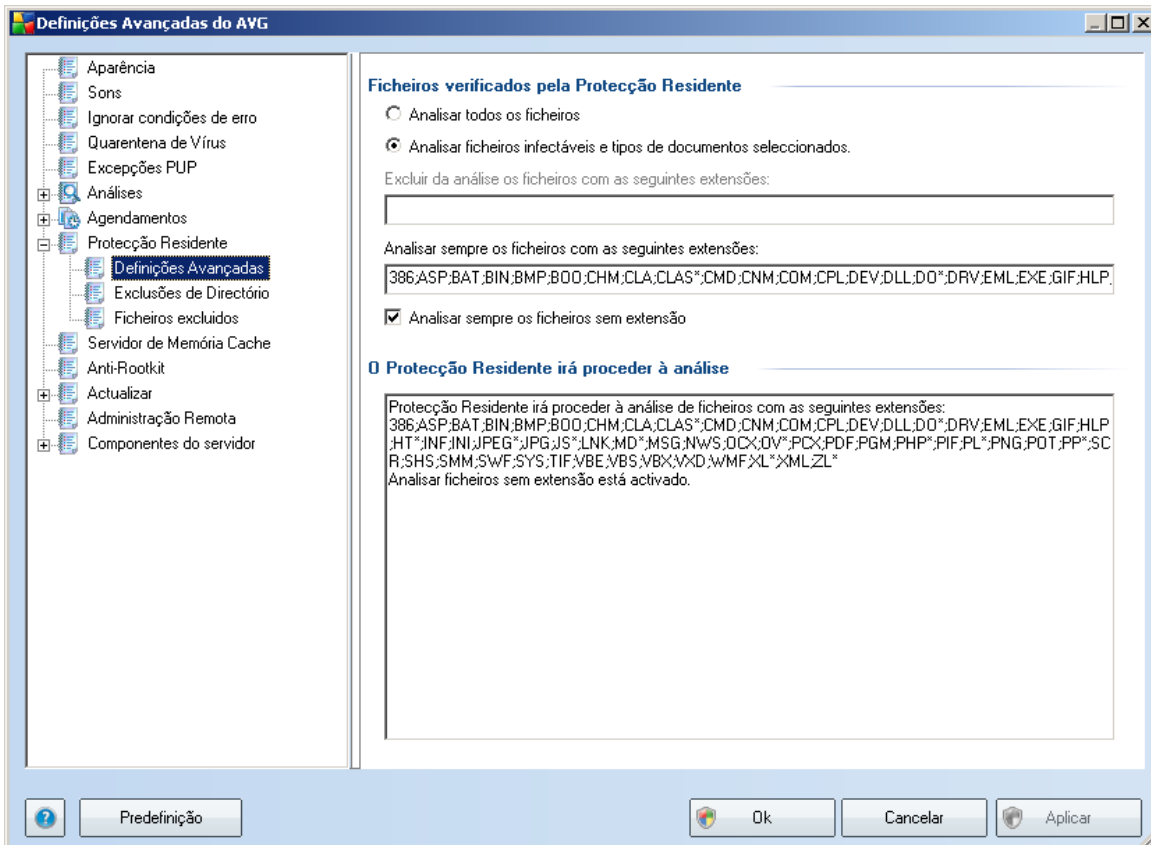 Definições Avançadas do AVG
Aparência
Sons
Ignorar condições de erro
Quarentena de Vírus
Excepções PUP
Análises
Agendamentos
Protecção Residente
Definições Avançadas
Exclusões de Directório
Ficheiros excluidos
Servidor de Memória Cache
Anti-Rootkit
Actualizar
Administração Remota
Componentes do servidor
Ficheiros verificados pela Protecção Residente
Analisar todos os ficheiros
Analisar ficheiros infectáveis e tipos de documentos seleccionados.
Excluir da análise os ficheiros com as seguintes extensões:
Analisar sempre os ficheiros com as seguintes extensões:
386;ASP;BAT;BIN;BMP;BOO;CHM;CLA;CLAS*;CMD;CNM;COM;CPL;DEV;DLL;DO*;DRV;EML;EXE;GIF;HLP
Analisar sempre os ficheiros sem extensão
O Protecção Residente irá proceder à análise
Protecção Residente irá proceder à análise de ficheiros com as seguintes extensões:
386;ASP;BAT;BIN;BMP;BOO;CHM;CLA;CLAS*;CMD;CNM;COM;CPL;DEV;DLL;DO*;DRV;EML;EXE;GIF;HLP
;HT*;INF;INI;JPEG*;JPG;JS*;LNK;MD*;MSG;NWS;OCX;OV*;PCX;PDF;PGM;PHP*;PIF;PL*;PNG;POT;PP*;SC
R;SHS;SMM;SWF;SYS;TIF;VBE;VBS;VBX;VXD;WMF;XL*;XML;ZL*
Analisar ficheiros sem extensão está activado.
Predefinição
Ok
Cancelar
Aplicar